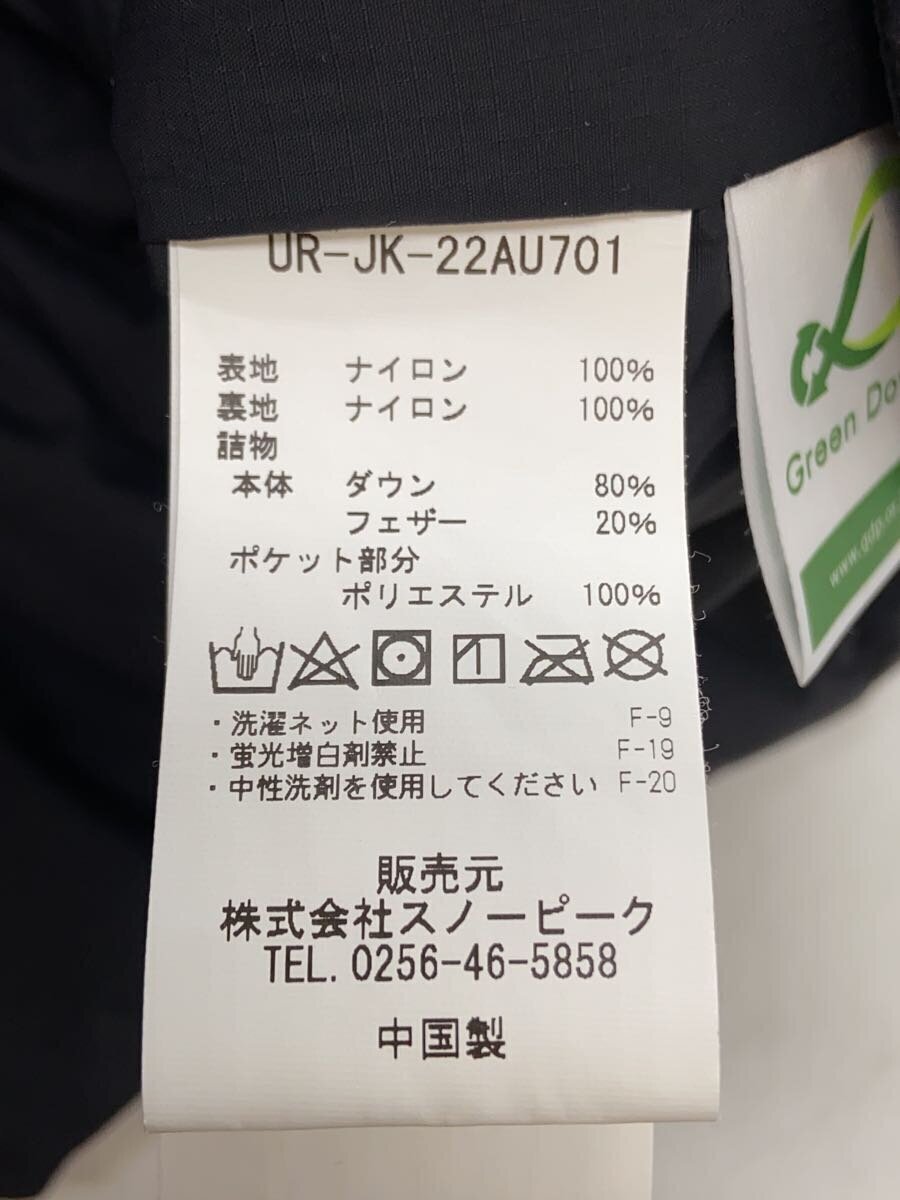 UR-JK-22AU701
表地 ナイロン 100%
裏地 ナイロン 100%
詰物
本体 ダウン 80%
フェザー 20%
ポケット部分
ポリエステル 100%
・洗濯ネット使用 F-9
・蛍光増白剤禁止 F-19
・中性洗剤を使用してください F-20
販売元
株式会社スノーピーク
TEL. 0256-46-5858
中国製
Green